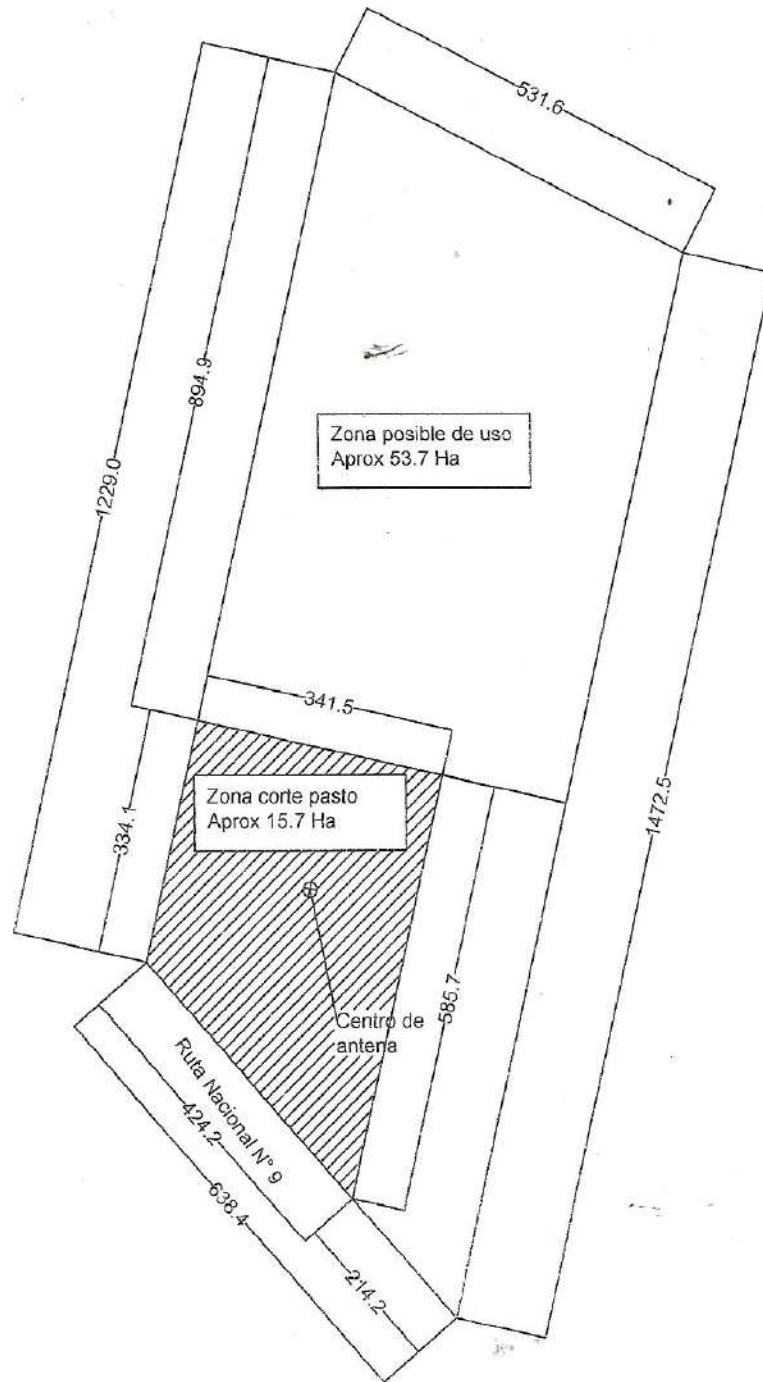 531.6
894.9
1229.0
Zona posible de uso
Aprox 53.7 Ha
341.5
1472.5
Zona corte pasto
Aprox 15.7 Ha
334.1
585.7
Centro de
antena
Ruta Nacional N° 9
424.2
638.4
214.2